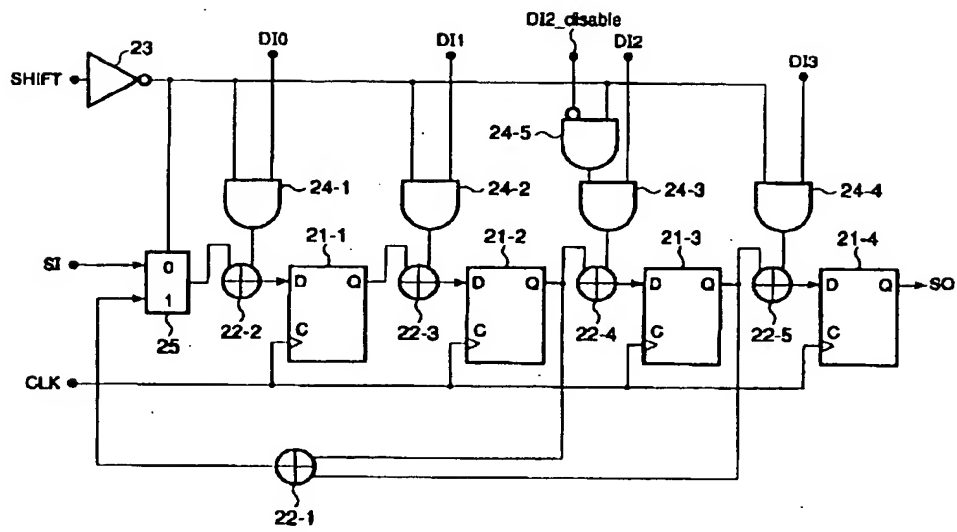 DI2_disable
23
DI0
DI1
DI2
SHIFT
DI3
24-5
24-1
24-2
24-3
24-4
21-1
21-2
21-3
21-4
SI
0
D
Q
D
Q
D
Q
D
Q
SO
1
22-2
C
22-3
C
22-4
C
22-5
C
25
CLK
22-1